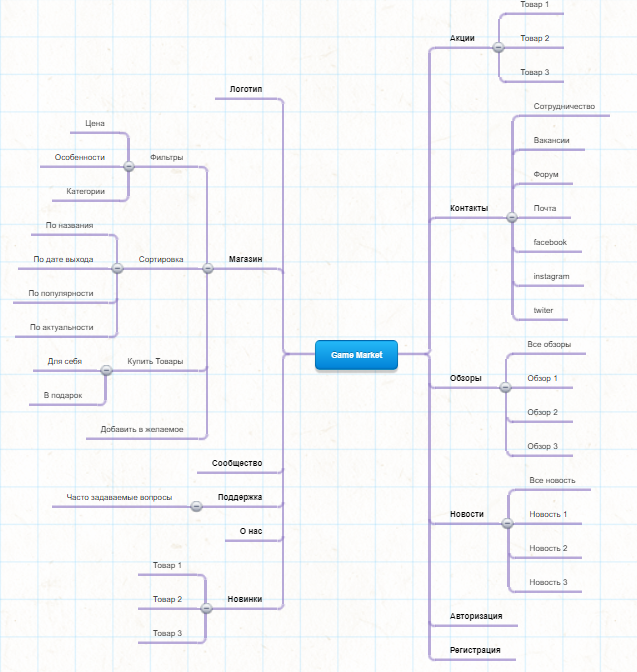 Game Market
Логотип
Магазин
Фильтры
Цена
Особенности
Категории
Сортировка
По названия
По дате выхода
По популярности
По актуальности
Купить Товары
Для себя
В подарок
Добавить в желаемое
Сообщество
Поддержка
Часто задаваемые вопросы
О нас
Новинки
Товар 1
Товар 2
Товар 3
Акции
Товар 1
Товар 2
Товар 3
Контакты
Сотрудничество
Вакансии
Форум
Почта
facebook
instagram
twiter
Обзоры
Все обзоры
Обзор 1
Обзор 2
Обзор 3
Новости
Все новость
Новость 1
Новость 2
Новость 3
Авторизация
Регистрация